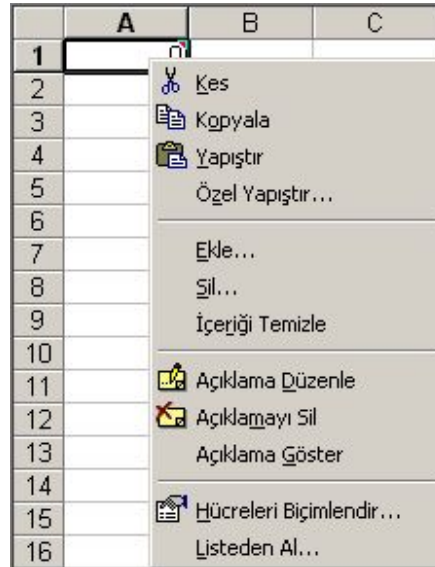 A B C
1 0
2
Kes
3
Kopyala
4
Yapıştır
5
Özel Yapıştır...
6
7
Ekle...
8
Sil...
9
İçeriği Temizle
10
11
Açıklama Düzenle
12
Açıklamayı Sil
13
Açıklama Göster
14
15
Hücreleri Biçimlendir...
16
Listeden Al...